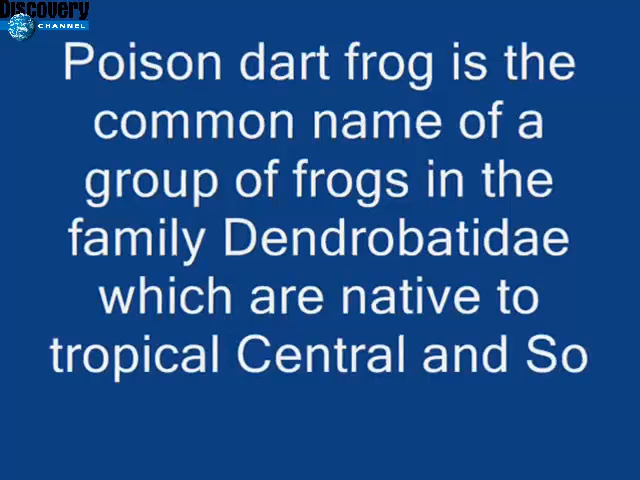 Discovery
CHANNEL
Poison dart frog is the
common name of a
group of frogs in the
family Dendrobatidae
which are native to
tropical Central and So